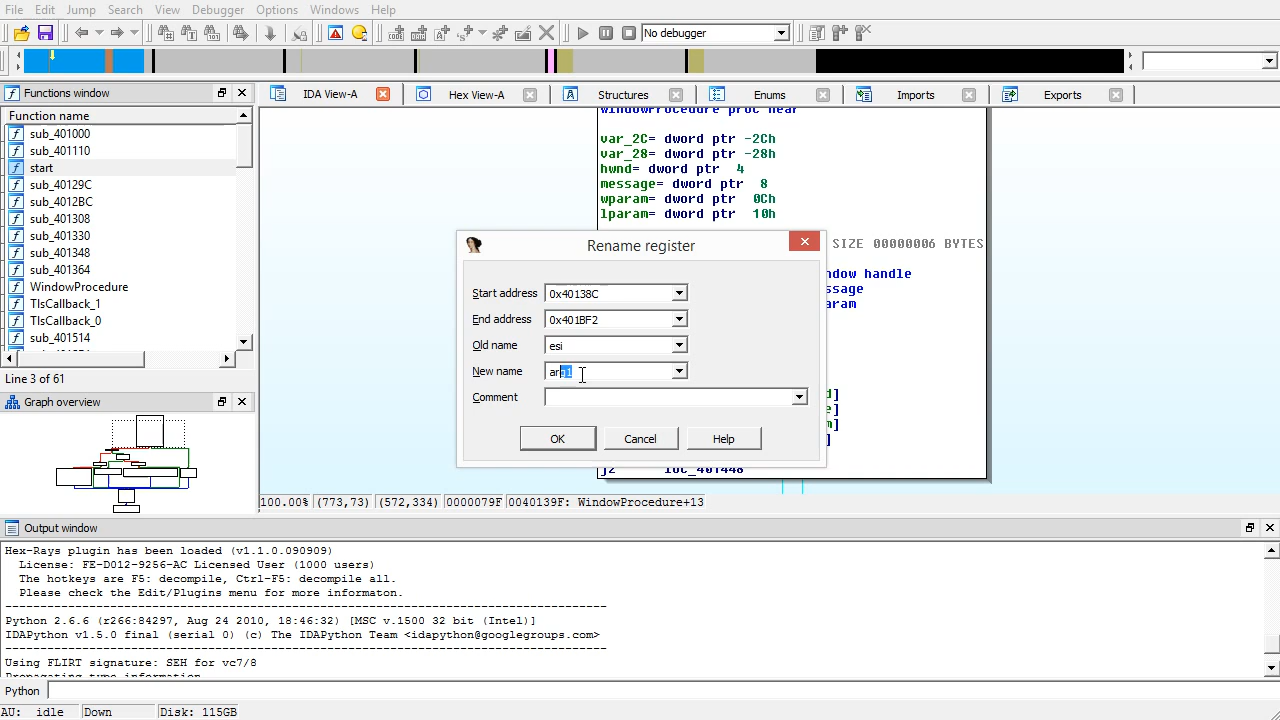 File Edit Jump Search View Debugger Options Windows Help
No debugger
Functions window
IDA View-A
Hex View-A
Structures
Enums
Imports
Exports
Function name
sub_401000
sub_401110
start
sub_40129C
sub_4012BC
sub_401308
sub_401330
sub_401348
sub_401364
WindowProcedure
TlsCallback_1
TlsCallback_0
sub_401514
Line 3 of 61
Graph overview
WindowProcedure proc near
var_2C= dword ptr -2Ch
var_28= dword ptr -28h
hwnd= dword ptr  4
message= dword ptr  8
wparam= dword ptr  0Ch
lparam= dword ptr  10h
SIZE 00000006 BYTES
ndow handle
ssage
aram
d]
e]
m]
]
jz loc_401448
Rename register
Start address 0x40138C
End address 0x401BF2
Old name esi
New name arg1
Comment
OK Cancel Help
100.00% (773,73) (572,334) 0000079F 0040139F: WindowProcedure+13
Output window
Hex-Rays plugin has been loaded (v1.1.0.090909)
License: FE-D012-9256-AC Licensed User (1000 users)
The hotkeys are F5: decompile, Ctrl-F5: decompile all.
Please check the Edit/Plugins menu for more informaton.
Python 2.6.6 (r266:84297, Aug 24 2010, 18:46:32) [MSC v.1500 32 bit (Intel)]
IDAPython v1.5.0 final (serial 0) (c) The IDAPython Team <idapython@googlegroups.com>
Using FLIRT signature: SEH for vc7/8
Propagating type information
Python
AU: idle Down Disk: 115GB